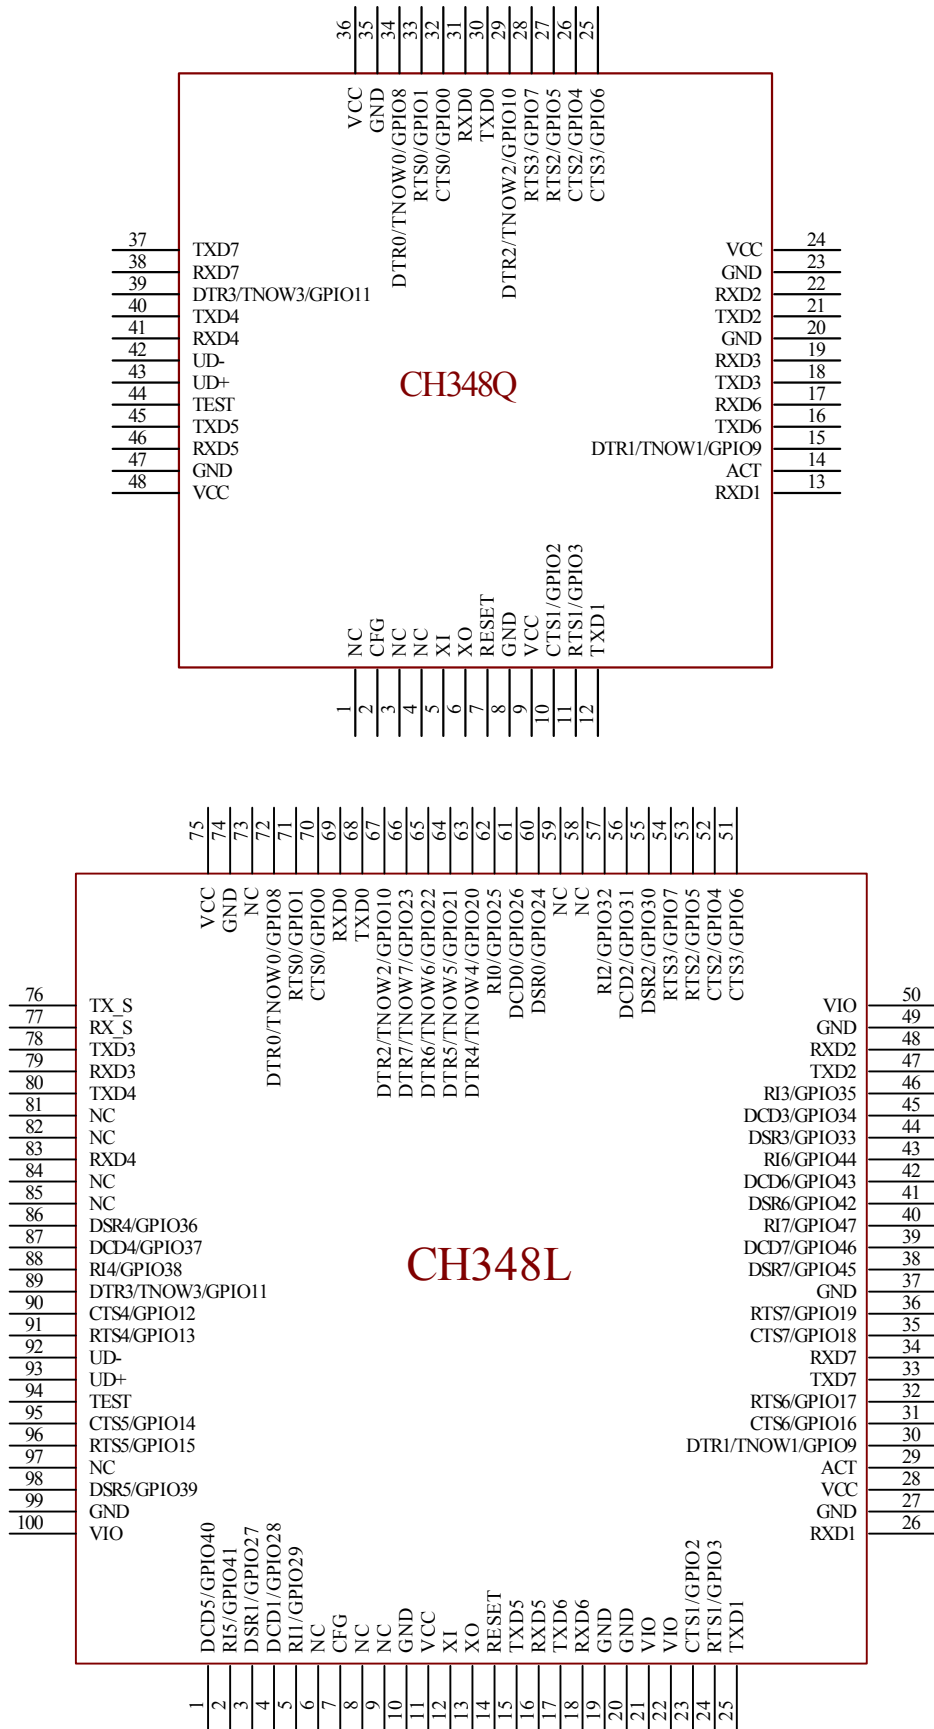 36 35 34 33 32 31 30 29 28 27 26 25
VCC
GND
DTR0/TNOW0/GPIO8
RTS0/GPIO1
CTS0/GPIO0
RXD0
TXD0
DTR2/TNOW2/GPIO10
RTS3/GPIO7
RTS2/GPIO5
CTS2/GPIO4
CTS3/GPIO6
37 TXD7
38 RXD7
39 DTR3/TNOW3/GPIO11
40 TXD4
41 RXD4
42 UD-
43 UD+
44 TEST
45 TXD5
46 RXD5
47 GND
48 VCC
CH348Q
VCC 24
GND 23
RXD2 22
TXD2 21
GND 20
RXD3 19
TXD3 18
RXD6 17
TXD6 16
DTR1/TNOW1/GPIO9 15
ACT 14
RXD1 13
NC
CFG
NC
NC
XI
XO
RESET
GND
VCC
CTS1/GPIO2
RTS1/GPIO3
TXD1
1 2 3 4 5 6 7 8 9 10 11 12
75 74 73 72 71 70 69 68 67 66 65 64 63 62 61 60 59 58 57 56 55 54 53 52 51
VCC
GND
NC
DTR0/TNOW0/GPIO8
RTS0/GPIO1
CTS0/GPIO0
RXD0
TXD0
DTR2/TNOW2/GPIO10
DTR7/TNOW7/GPIO23
DTR6/TNOW6/GPIO22
DTR5/TNOW5/GPIO21
DTR4/TNOW4/GPIO20
RI0/GPIO25
DCD0/GPIO26
DSR0/GPIO24
NC
NC
RI2/GPIO32
DCD2/GPIO31
DSR2/GPIO30
RTS3/GPIO7
RTS2/GPIO5
CTS2/GPIO4
CTS3/GPIO6
76 TX_S
77 RX_S
78 TXD3
79 RXD3
80 TXD4
81 NC
82 NC
83 RXD4
84 NC
85 NC
86 DSR4/GPIO36
87 DCD4/GPIO37
88 RI4/GPIO38
89 DTR3/TNOW3/GPIO11
90 CTS4/GPIO12
91 RTS4/GPIO13
92 UD-
93 UD+
94 TEST
95 CTS5/GPIO14
96 RTS5/GPIO15
97 NC
98 DSR5/GPIO39
99 GND
100 VIO
CH348L
VIO 50
GND 49
RXD2 48
TXD2 47
RI3/GPIO35 46
DCD3/GPIO34 45
DSR3/GPIO33 44
RI6/GPIO44 43
DCD6/GPIO43 42
DSR6/GPIO42 41
RI7/GPIO47 40
DCD7/GPIO46 39
DSR7/GPIO45 38
GND 37
RTS7/GPIO19 36
CTS7/GPIO18 35
RXD7 34
TXD7 33
RTS6/GPIO17 32
CTS6/GPIO16 31
DTR1/TNOW1/GPIO9 30
ACT 29
VCC 28
GND 27
RXD1 26
DCD5/GPIO40
RI5/GPIO41
DSR1/GPIO27
DCD1/GPIO28
RI1/GPIO29
NC
CFG
NC
NC
GND
VCC
XI
XO
RESET
TXD5
RXD5
TXD6
RXD6
GND
GND
VIO
VIO
CTS1/GPIO2
RTS1/GPIO3
TXD1
1 2 3 4 5 6 7 8 9 10 11 12 13 14 15 16 17 18 19 20 21 22 23 24 25